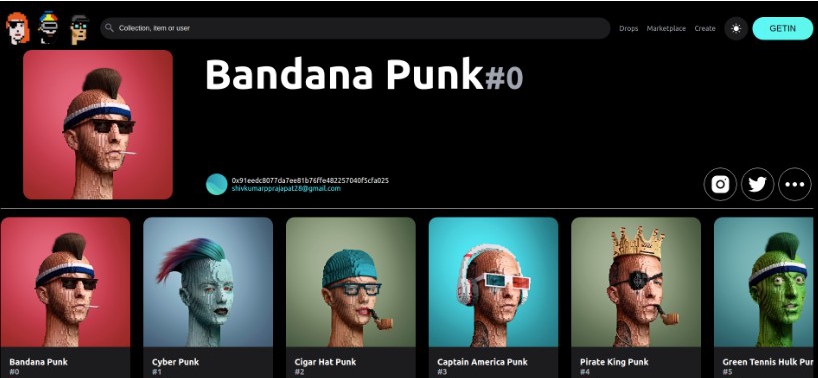 Collection, item or user
Drops Marketplace Create
GETIN
Bandana Punk#0
0x91eedc8077da7ee81b76ffe482257040f5cfa025
shivkumarpprajapat28@gmail.com
Bandana Punk
#0
Cyber Punk
#1
Cigar Hat Punk
#2
Captain America Punk
#3
Pirate King Punk
#4
Green Tennis Hulk Pun
#5